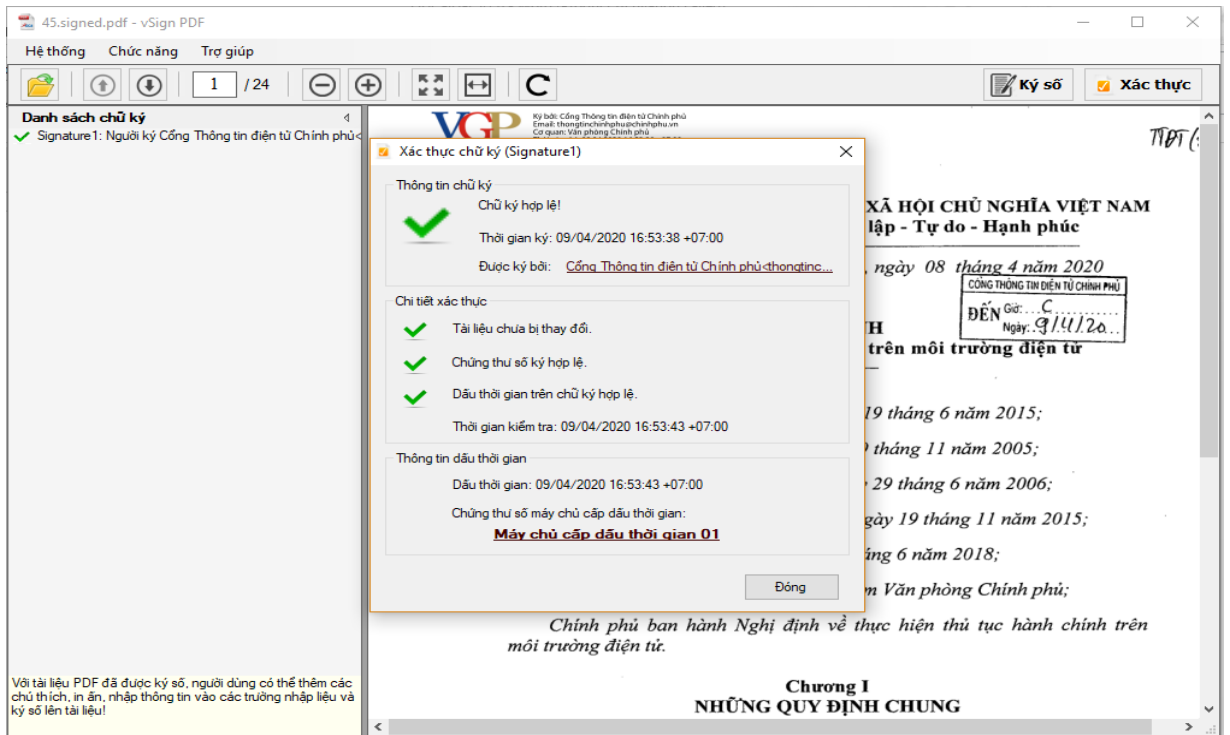 45.signed.pdf - vSign PDF
Hệ thống Chức năng Trợ giúp
1 / 24
Ký số
Xác thực
Danh sách chữ ký
Signature1: Người ký Cổng Thông tin điện tử Chính phủ<
VGP
Ký bởi: Cổng Thông tin điện tử Chính phủ
Email: thongtinchinhphu@chinhphu.vn
Cơ quan: Văn phòng Chính phủ
TTĐT (
Xác thực chữ ký (Signature1)
Thông tin chữ ký
Chữ ký hợp lệ!
Thời gian ký: 09/04/2020 16:53:38 +07:00
Được ký bởi: Cổng Thông tin điện tử Chính phủ<thongtinc...
Chi tiết xác thực
Tài liệu chưa bị thay đổi.
Chứng thư số ký hợp lệ.
Dấu thời gian trên chữ ký hợp lệ.
Thời gian kiểm tra: 09/04/2020 16:53:43 +07:00
Thông tin dấu thời gian
Dấu thời gian: 09/04/2020 16:53:43 +07:00
Chứng thư số máy chủ cấp dấu thời gian:
Máy chủ cấp dấu thời gian 01
Đóng
XÃ HỘI CHỦ NGHĨA VIỆT NAM
lập - Tự do - Hạnh phúc
, ngày 08 tháng 4 năm 2020
CỔNG THÔNG TIN ĐIỆN TỬ CHÍNH PHỦ
ĐẾN Giờ: ...C...........
Ngày: .9/4/20...
H
trên môi trường điện tử
19 tháng 6 năm 2015;
tháng 11 năm 2005;
29 tháng 6 năm 2006;
gày 19 tháng 11 năm 2015;
áng 6 năm 2018;
m Văn phòng Chính phủ;
Chính phủ ban hành Nghị định về thực hiện thủ tục hành chính trên
môi trường điện tử.
Chương I
NHỮNG QUY ĐỊNH CHUNG
Với tài liệu PDF đã được ký số, người dùng có thể thêm các
chú thích, in ấn, nhập thông tin vào các trường nhập liệu và
ký số lên tài liệu!